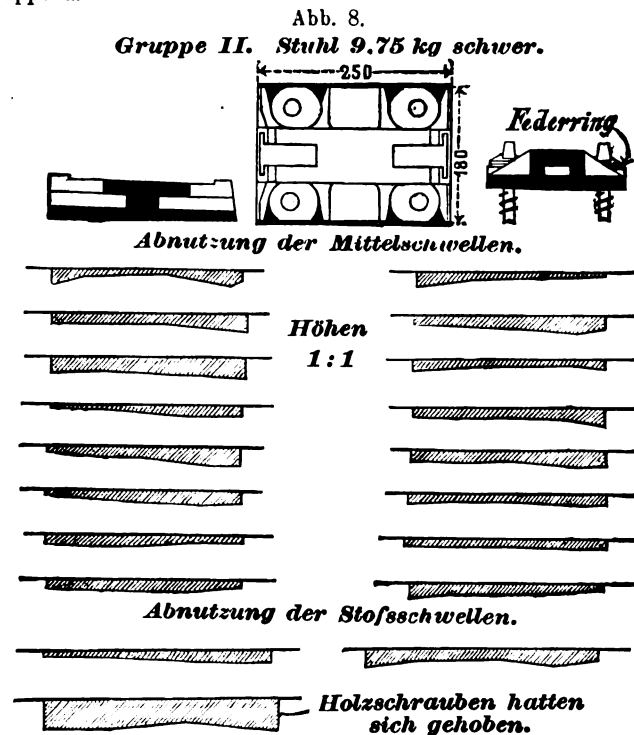 Abb. 8.
Gruppe II. Stuhl 9.75 kg schwer.
250
180
Federring
Abnutzung der Mittelschwellen.
Höhen
1:1
Abnutzung der Stofsschwellen.
Holzschrauben hatten
sich gehoben.